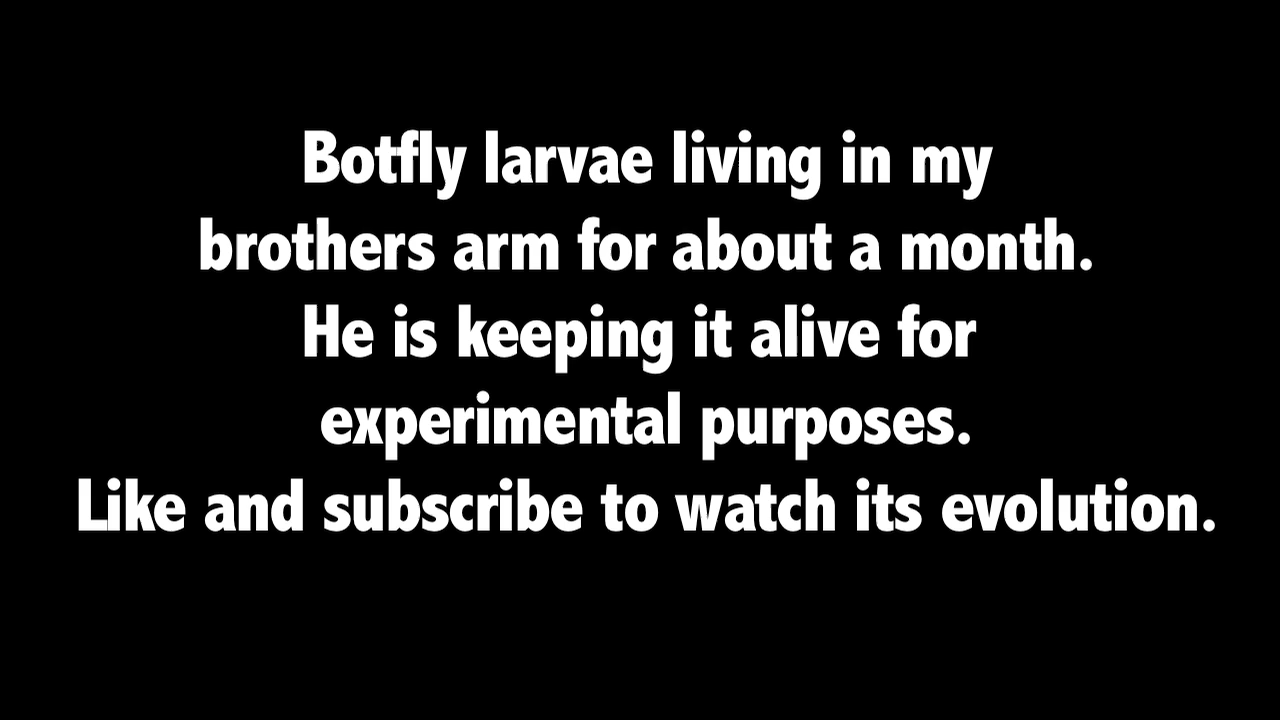 Botfly larvae living in my
brothers arm for about a month.
He is keeping it alive for
experimental purposes.
Like and subscribe to watch its evolution.